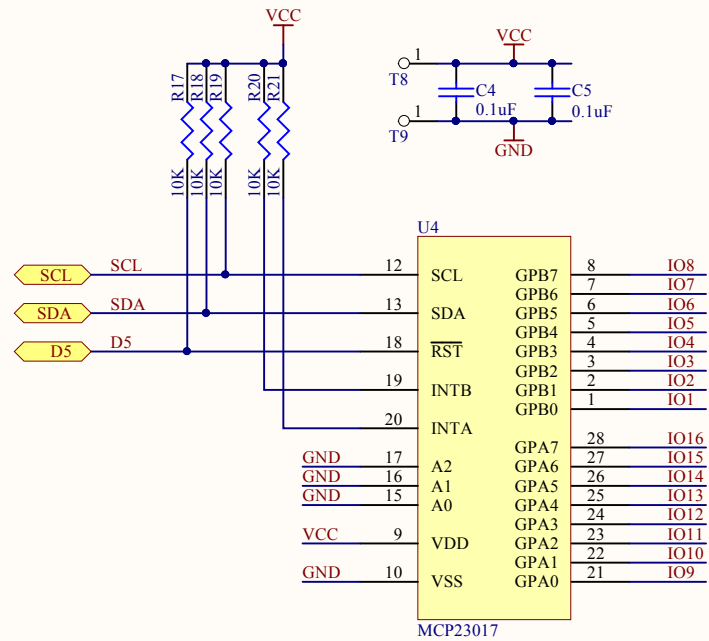 VCC
R17
R18
R19
R20
R21
10K
10K
10K
10K
10K
VCC
1
T8
C4
0.1uF
C5
0.1uF
1
T9
GND
U4
SCL SCL 12 SCL
SDA SDA 13 SDA
D5 D5 18 RST
19 INTB
20 INTA
GND 17 A2
GND 16 A1
GND 15 A0
VCC 9 VDD
GND 10 VSS
GPB7 8 IO8
GPB6 7 IO7
GPB5 6 IO6
GPB4 5 IO5
GPB3 4 IO4
GPB2 3 IO3
GPB1 2 IO2
GPB0 1 IO1
GPA7 28 IO16
GPA6 27 IO15
GPA5 26 IO14
GPA4 25 IO13
GPA3 24 IO12
GPA2 23 IO11
GPA1 22 IO10
GPA0 21 IO9
MCP23017